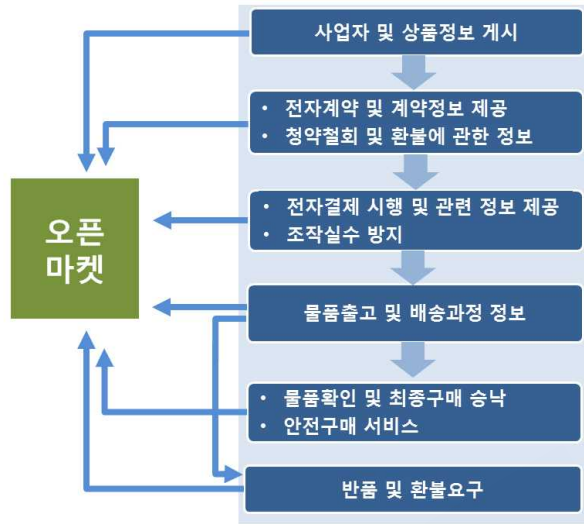 사업자 및 상품정보 게시
• 전자계약 및 계약정보 제공
• 청약철회 및 환불에 관한 정보
• 전자결제 시행 및 관련 정보 제공
• 조작실수 방지
오픈
마켓
물품출고 및 배송과정 정보
• 물품확인 및 최종구매 승낙
• 안전구매 서비스
반품 및 환불요구